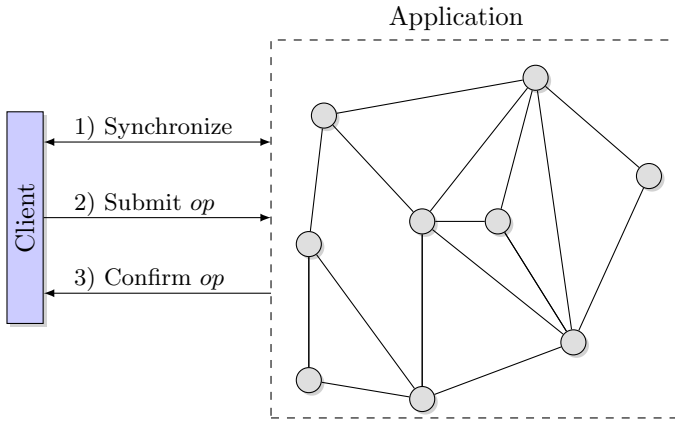 Application
Client
1) Synchronize
2) Submit op
3) Confirm op